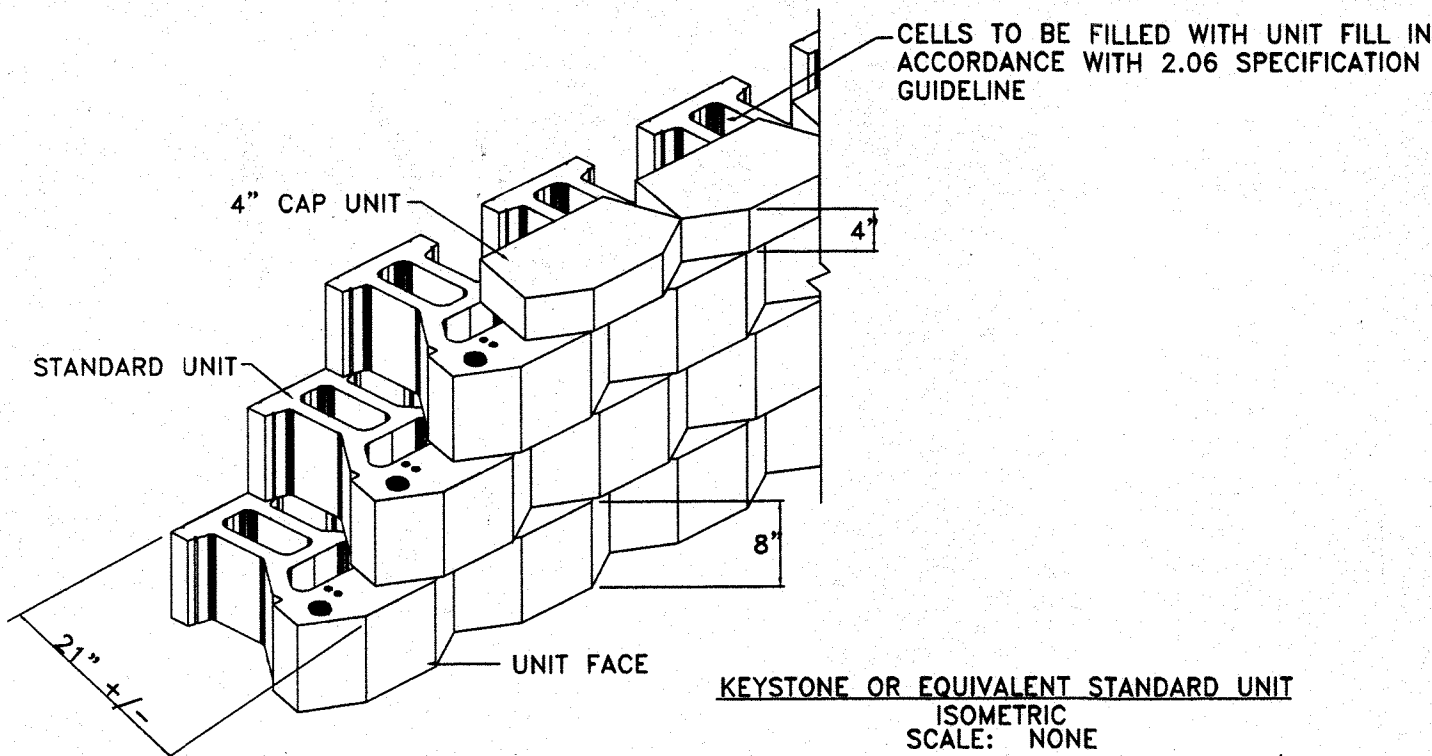 CELLS TO BE FILLED WITH UNIT FILL IN
ACCORDANCE WITH 2.06 SPECIFICATION
GUIDELINE
4" CAP UNIT
4"
STANDARD UNIT
8"
21" +/-
UNIT FACE
KEYSTONE OR EQUIVALENT STANDARD UNIT
ISOMETRIC
SCALE: NONE